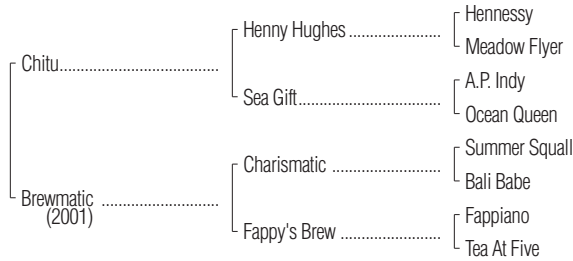 Hennessy
Henny Hughes ....................
Meadow Flyer
Chitu...................................
A.P. Indy
Sea Gift...............................
Ocean Queen
Summer Squall
Charismatic .......................
Bali Babe
Brewmatic ..........................
(2001)
Fappiano
Fappy's Brew .....................
Tea At Five